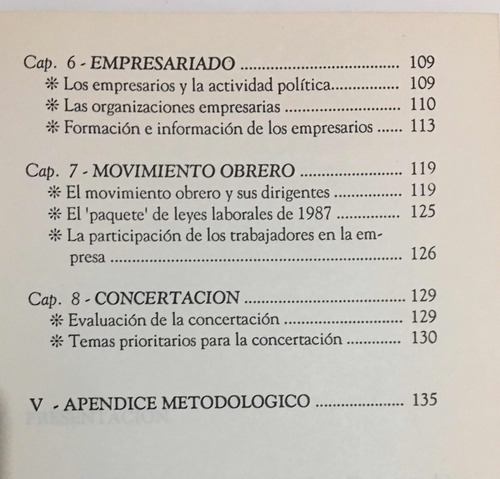 Cap. 6 - EMPRESARIADO ........................................ 109
❊ Los empresarios y la actividad política................. 109
❊ Las organizaciones empresarias ............................. 110
❊ Formación e información de los empresarios ...... 113
Cap. 7 - MOVIMIENTO OBRERO .............................. 119
❊ El movimiento obrero y sus dirigentes .................. 119
❊ El 'paquete' de leyes laborales de 1987 ................ 125
❊ La participación de los trabajadores en la em-
presa .......................................................................... 126
Cap. 8 - CONCERTACION ......................................... 129
❊ Evaluación de la concertación .............................. 129
❊ Temas prioritarios para la concertación ............... 130
V - APENDICE METODOLOGICO ...................... 135
PRESENTACION